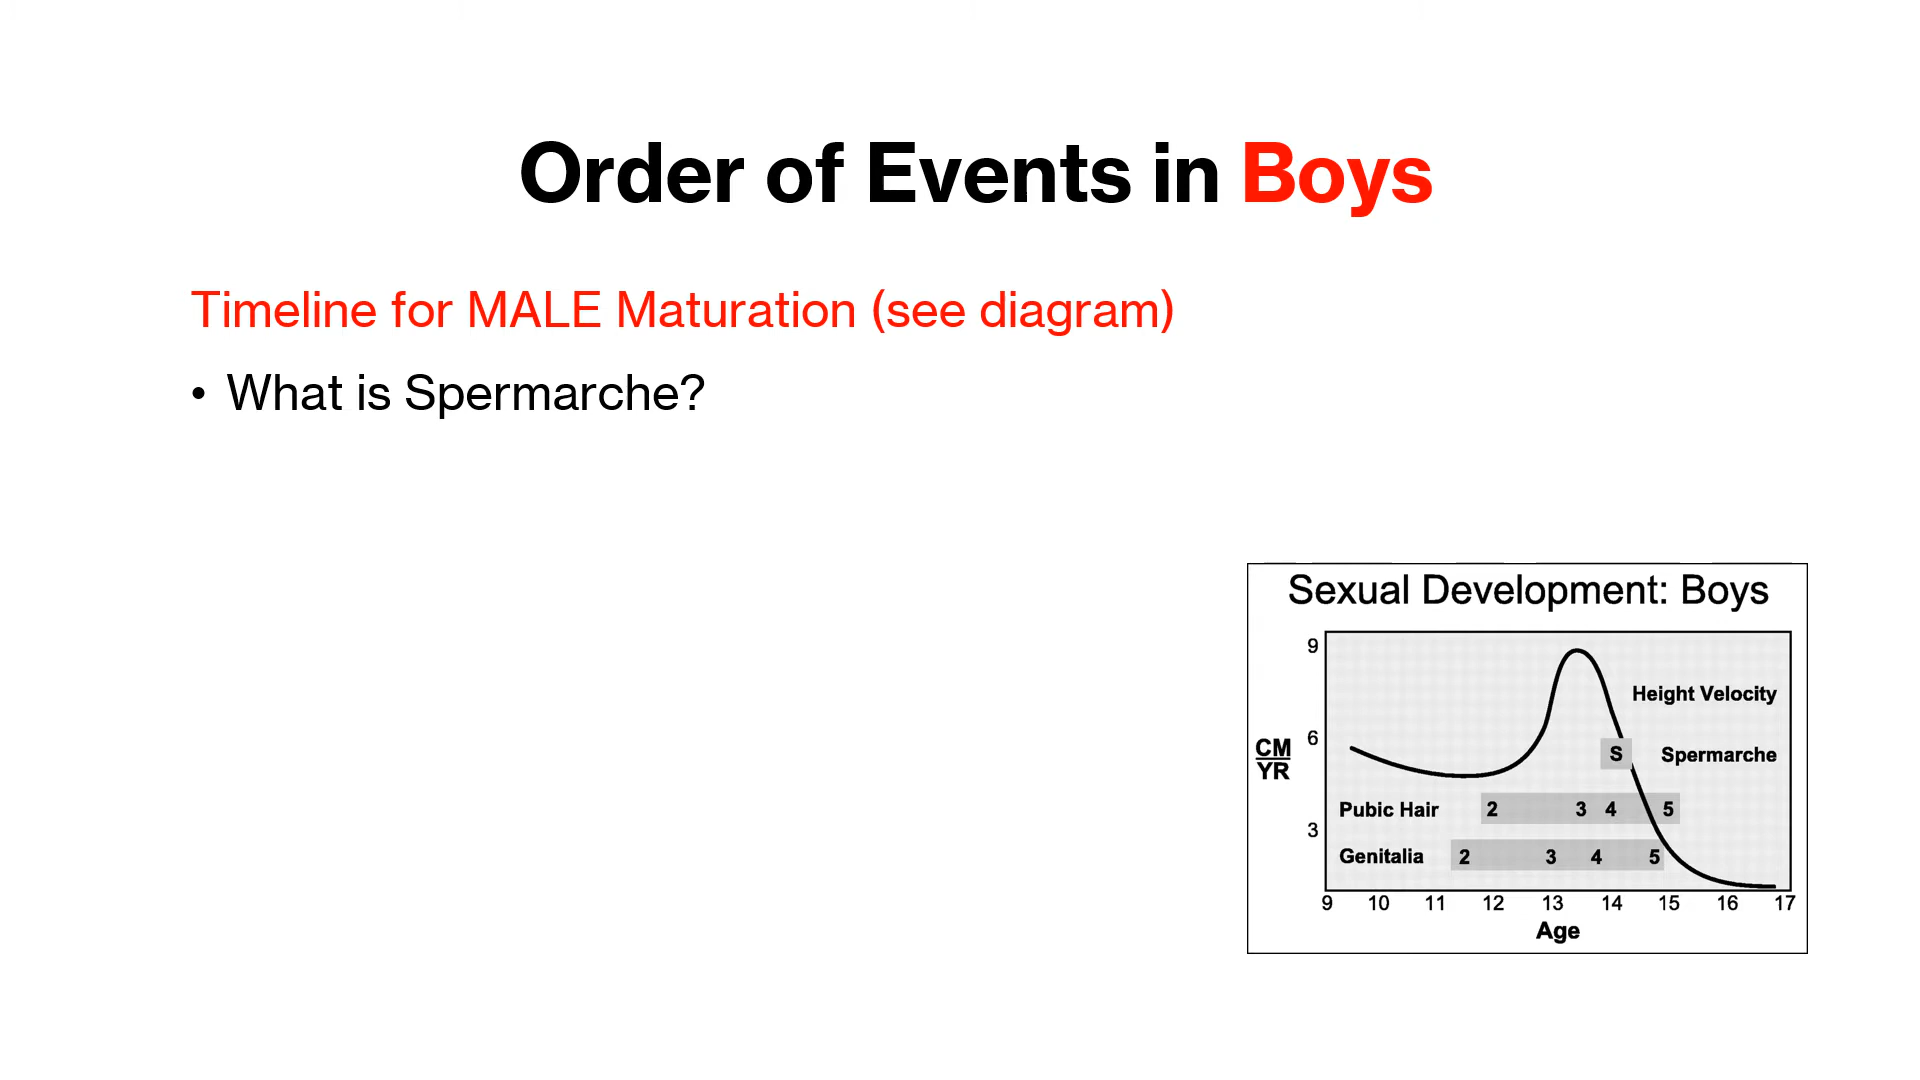 Order of Events in Boys
Timeline for MALE Maturation (see diagram)
• What is Spermarche?
Sexual Development: Boys
9
Height Velocity
6
CM
YR
S Spermarche
Pubic Hair 2 3 4 5
3
Genitalia 2 3 4 5
9 10 11 12 13 14 15 16 17
Age